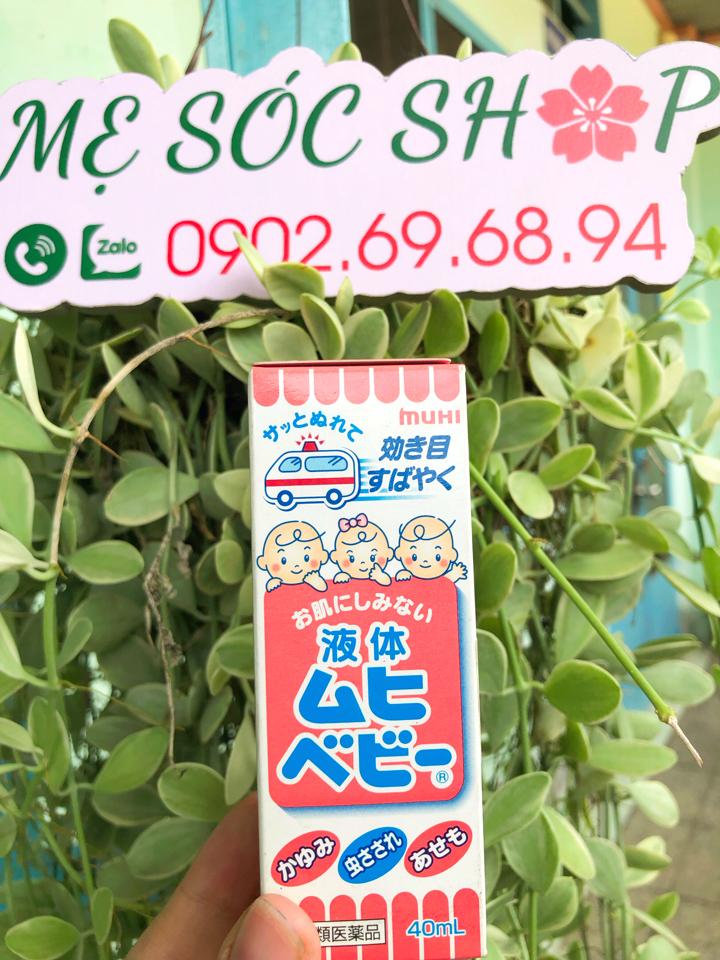 MẸ SÓC SHOP
Zalo 0902.69.68.94
MUHI
サッとぬれて
効き目
すばやく
お肌にしみない
液体
ムヒ
ベビー®
かゆみ 虫さされ あせも
類医薬品 40mL